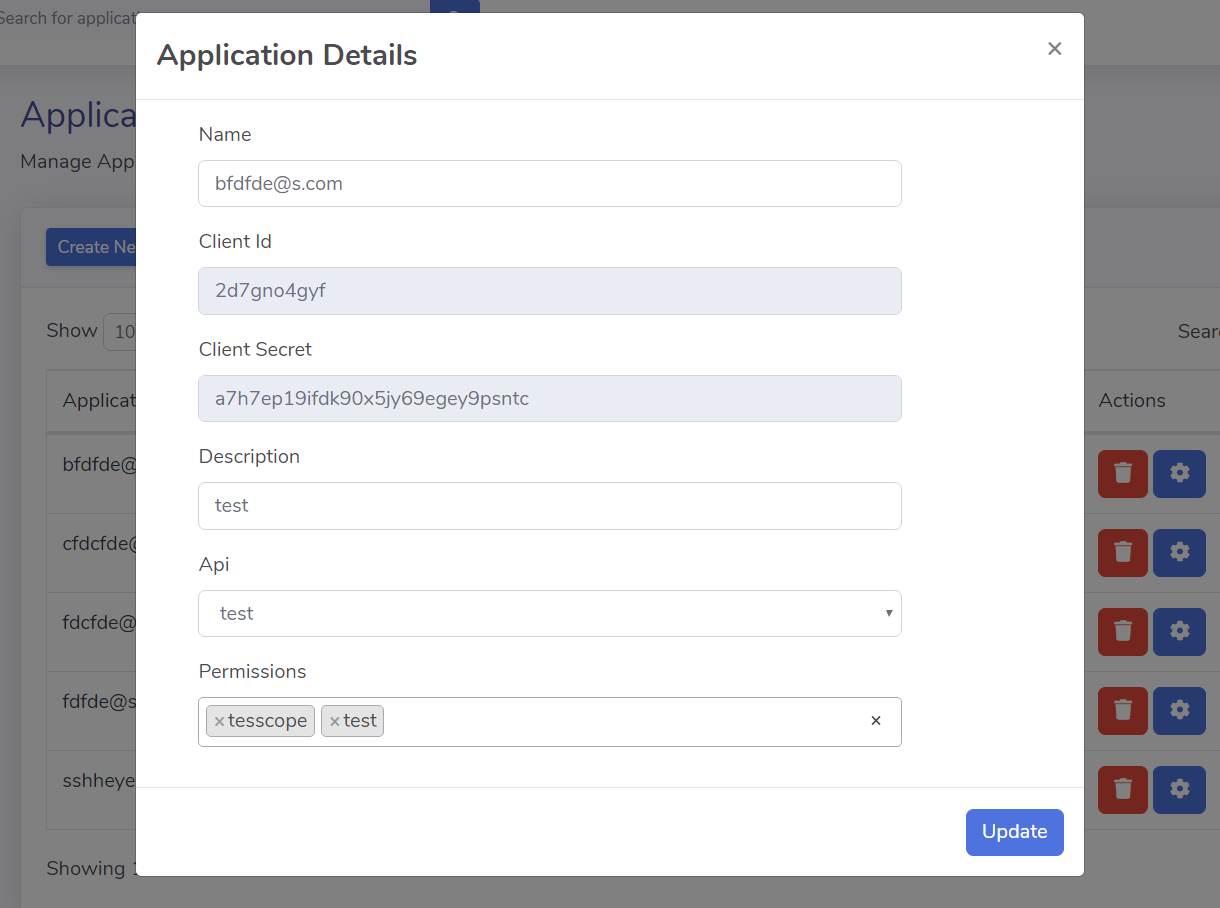 Search for applicati
Application Details
×
Applica
Manage App
Name
bfdfde@s.com
Client Id
Create Ne
2d7gno4gyf
Show 10
Sear
Client Secret
a7h7ep19ifdk90x5jy69egey9psntc
Applicat
Actions
Description
bfdfde@
test
cfdcfde@
Api
test
fdcfde@
Permissions
fdfde@s
×tesscope ×test ×
sshheye
Update
Showing 1